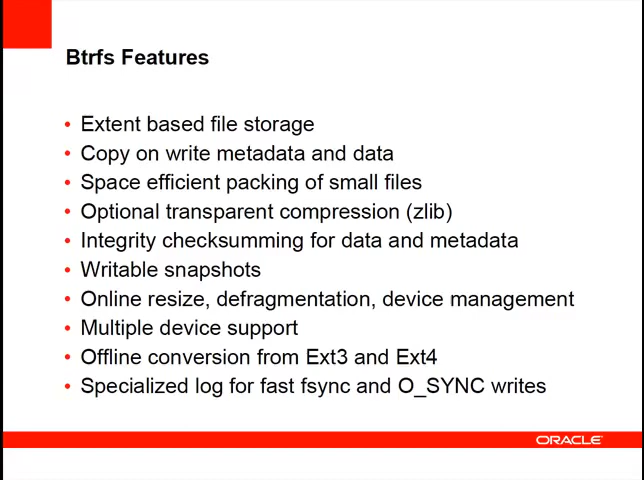 Btrfs Features
• Extent based file storage
• Copy on write metadata and data
• Space efficient packing of small files
• Optional transparent compression (zlib)
• Integrity checksumming for data and metadata
• Writable snapshots
• Online resize, defragmentation, device management
• Multiple device support
• Offline conversion from Ext3 and Ext4
• Specialized log for fast fsync and O_SYNC writes
ORACLE